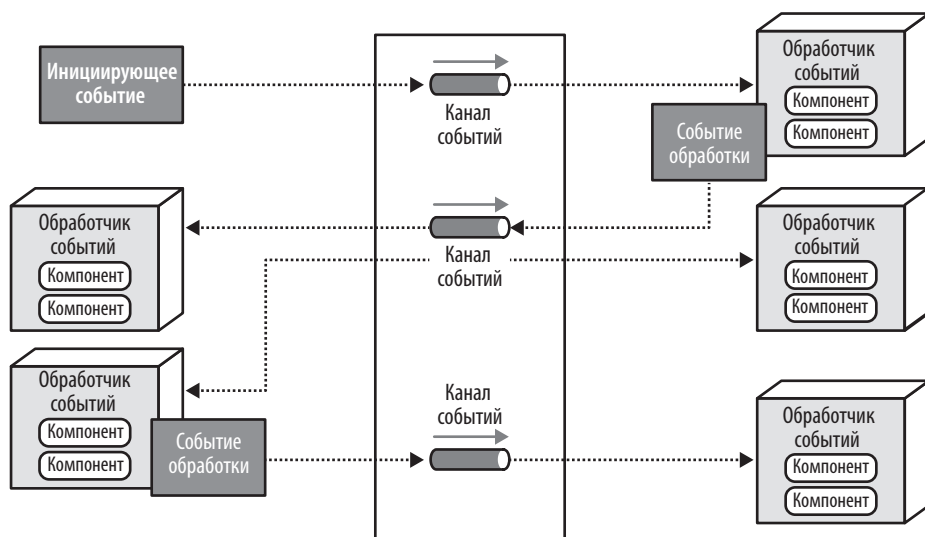 Инициирующее
событие
Канал
событий
Обработчик
событий
Компонент
Компонент
Событие
обработки
Обработчик
событий
Компонент
Компонент
Канал
событий
Обработчик
событий
Компонент
Компонент
Обработчик
событий
Компонент
Компонент
Событие
обработки
Канал
событий
Обработчик
событий
Компонент
Компонент